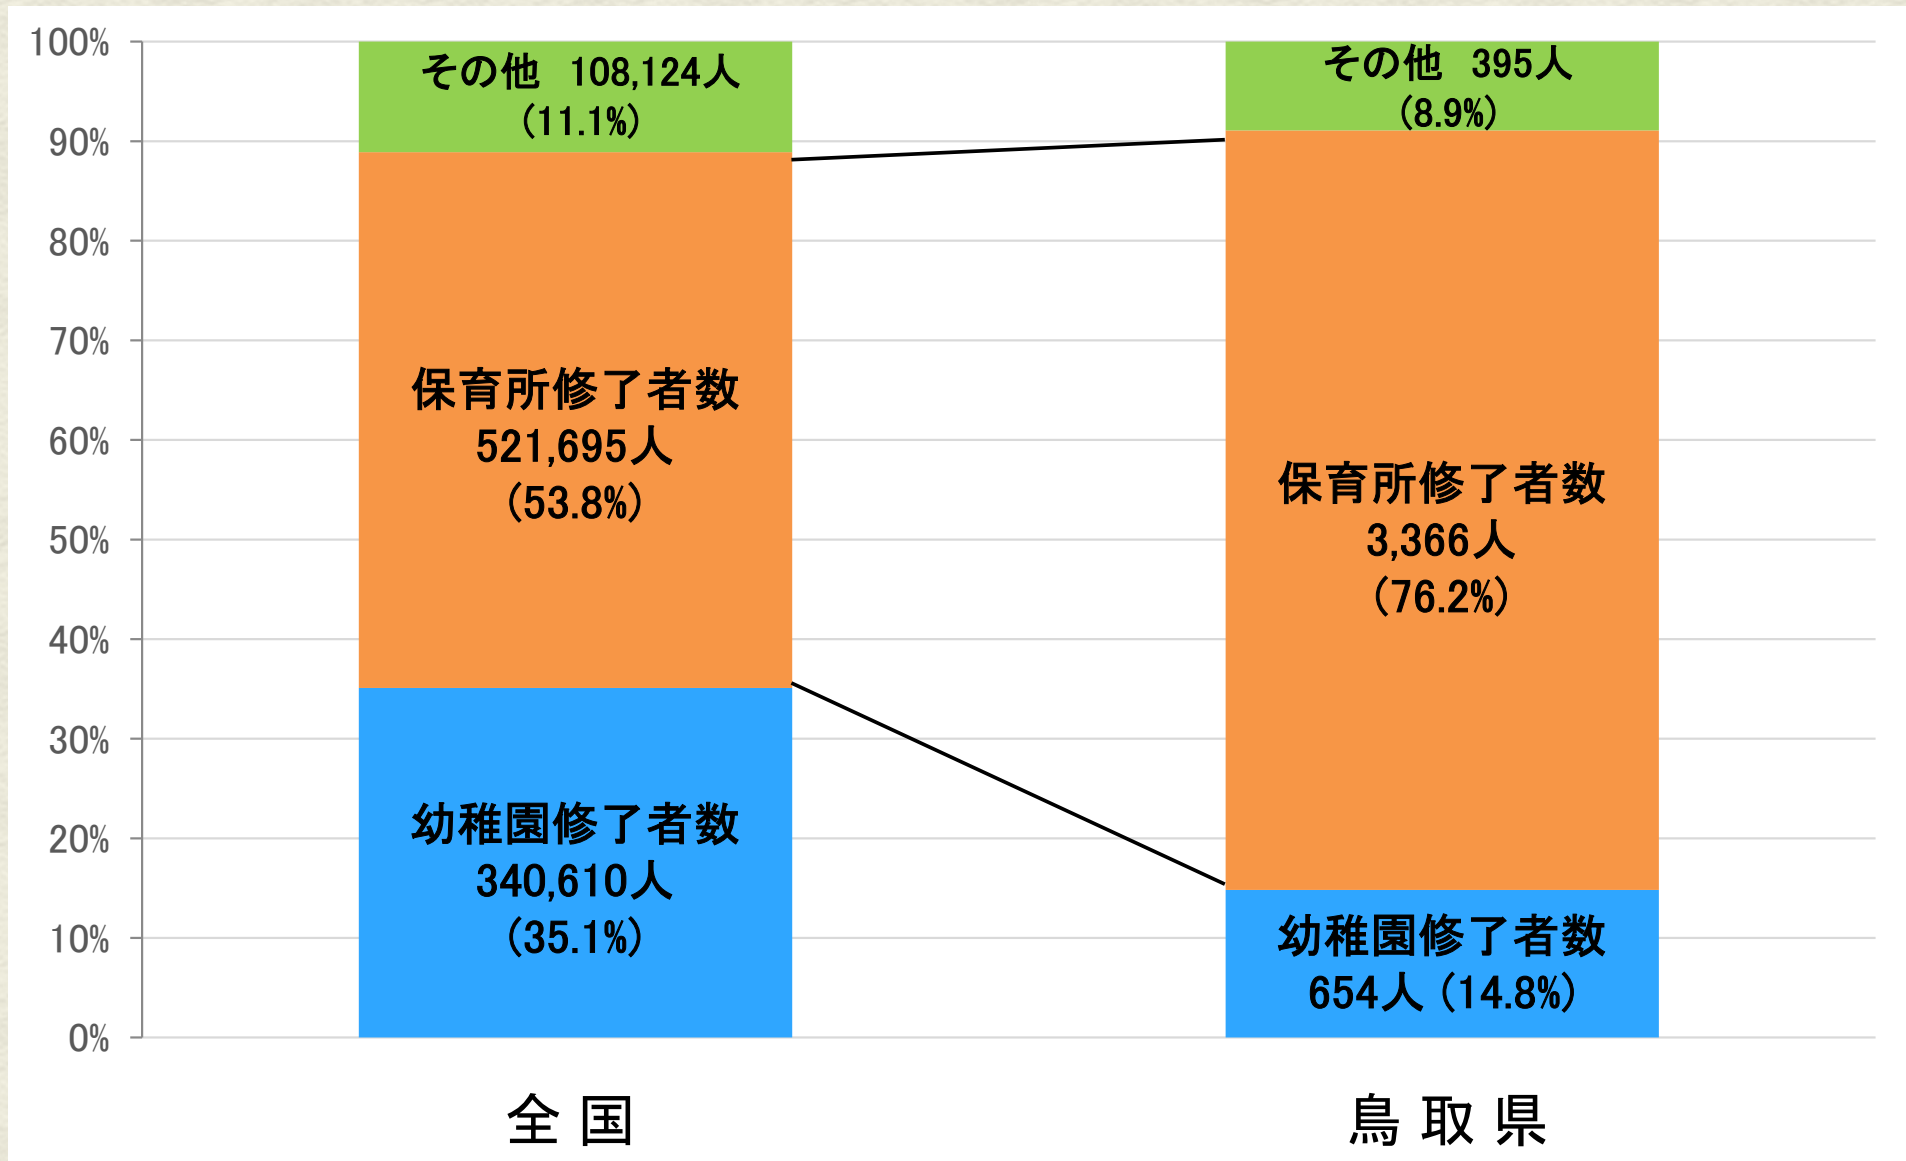 100%
90%
80%
70%
60%
50%
40%
30%
20%
10%
0%
その他　108,124人
(11.1%)
保育所修了者数
521,695人
(53.8%)
幼稚園修了者数
340,610人
(35.1%)
その他　395人
(8.9%)
保育所修了者数
3,366人
(76.2%)
幼稚園修了者数
654人 (14.8%)
全国
鳥取県